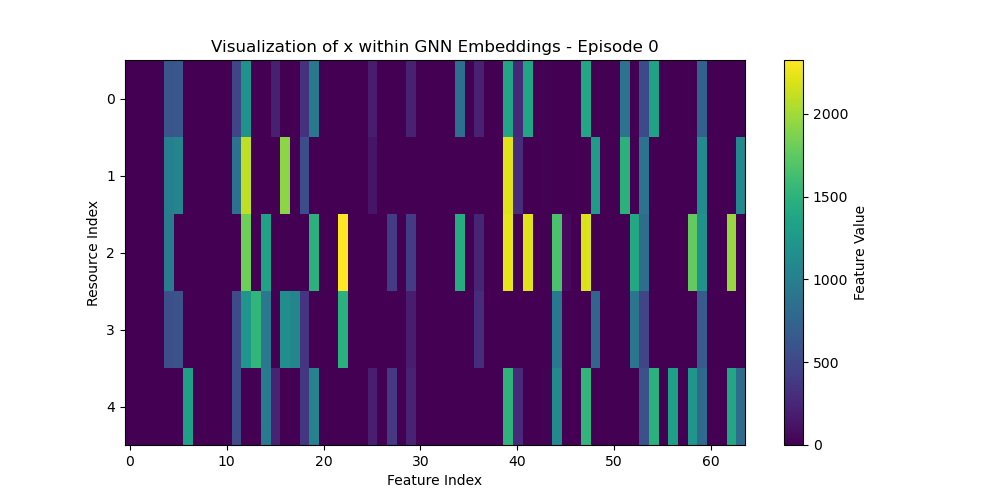 Visualization of x within GNN Embeddings - Episode 0
Resource Index
0
1
2
3
4
0 10 20 30 40 50 60
Feature Index
2000
1500
1000
500
0
Feature Value